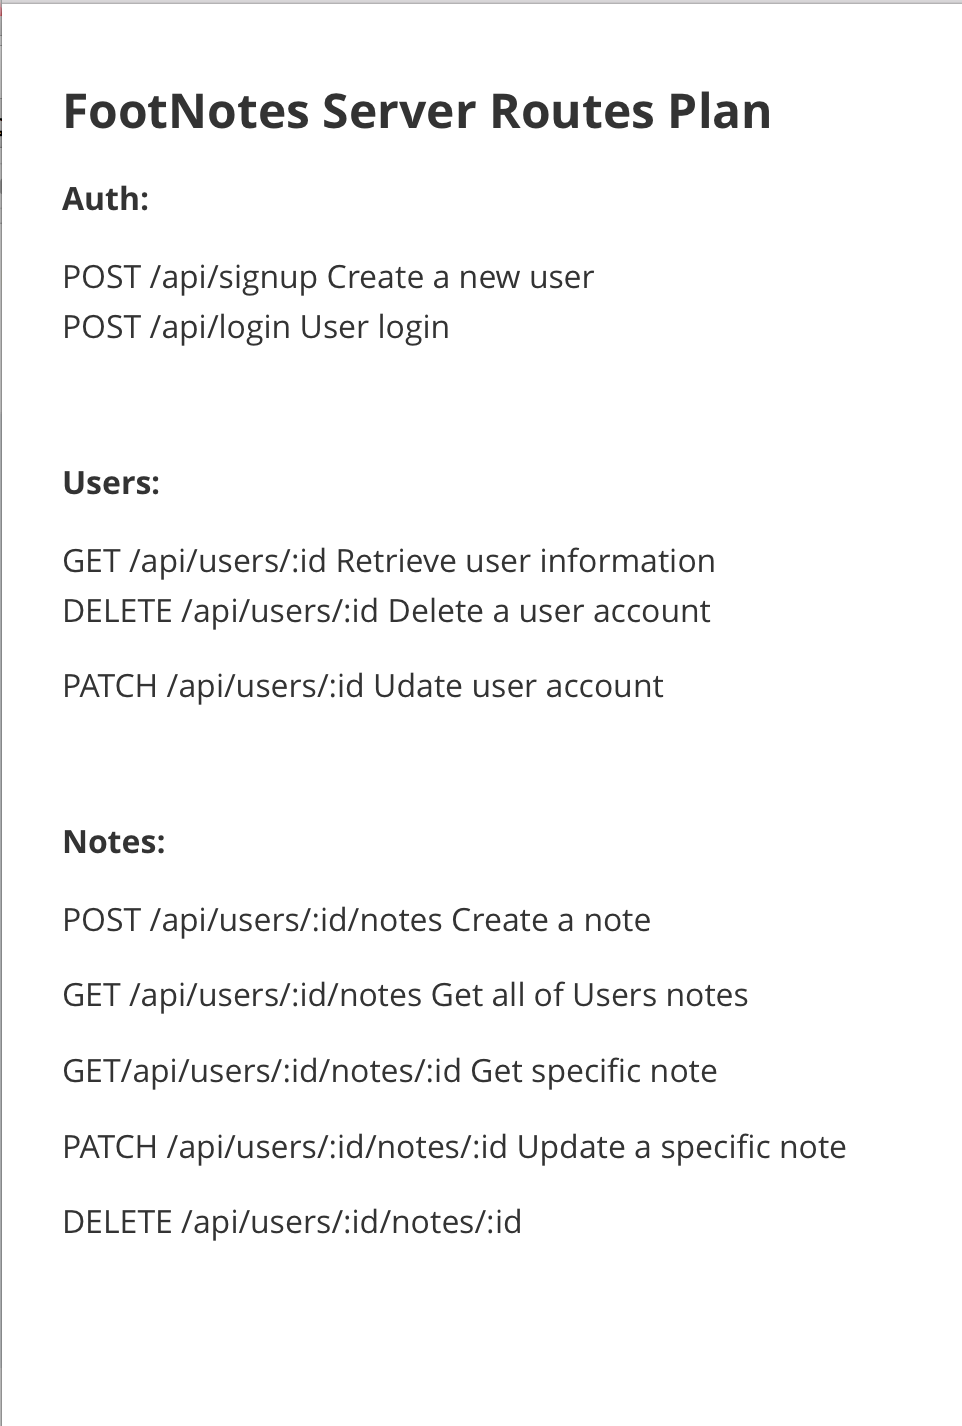 FootNotes Server Routes Plan
Auth:
POST /api/signup Create a new user
POST /api/login User login
Users:
GET /api/users/:id Retrieve user information
DELETE /api/users/:id Delete a user account
PATCH /api/users/:id Udate user account
Notes:
POST /api/users/:id/notes Create a note
GET /api/users/:id/notes Get all of Users notes
GET/api/users/:id/notes/:id Get specific note
PATCH /api/users/:id/notes/:id Update a specific note
DELETE /api/users/:id/notes/:id